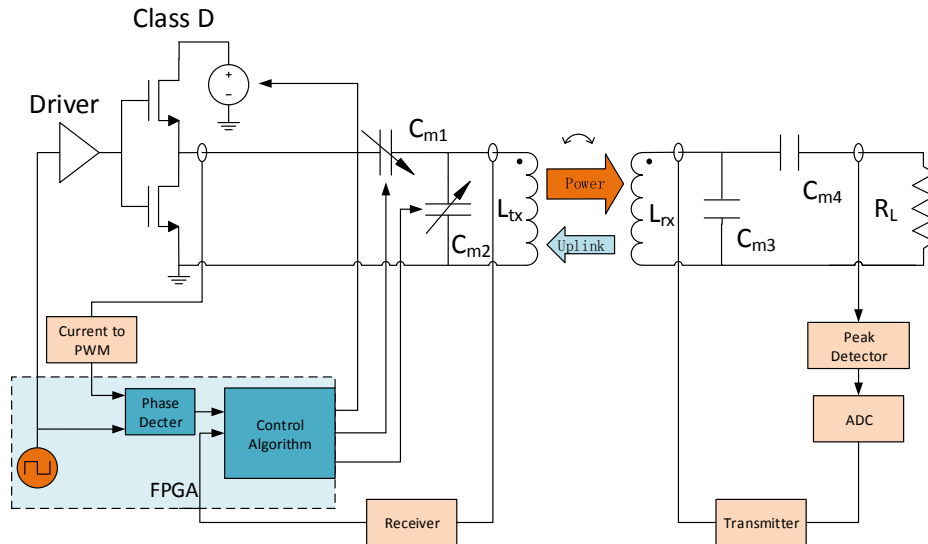 Class D
+
-
Driver
Cm1
Cm2
Ltx
Power
Uplink
Lrx
Cm3
Cm4
RL
Current to
PWM
Phase
Decter
Control
Algorithm
FPGA
Receiver
Transmitter
Peak
Detector
ADC